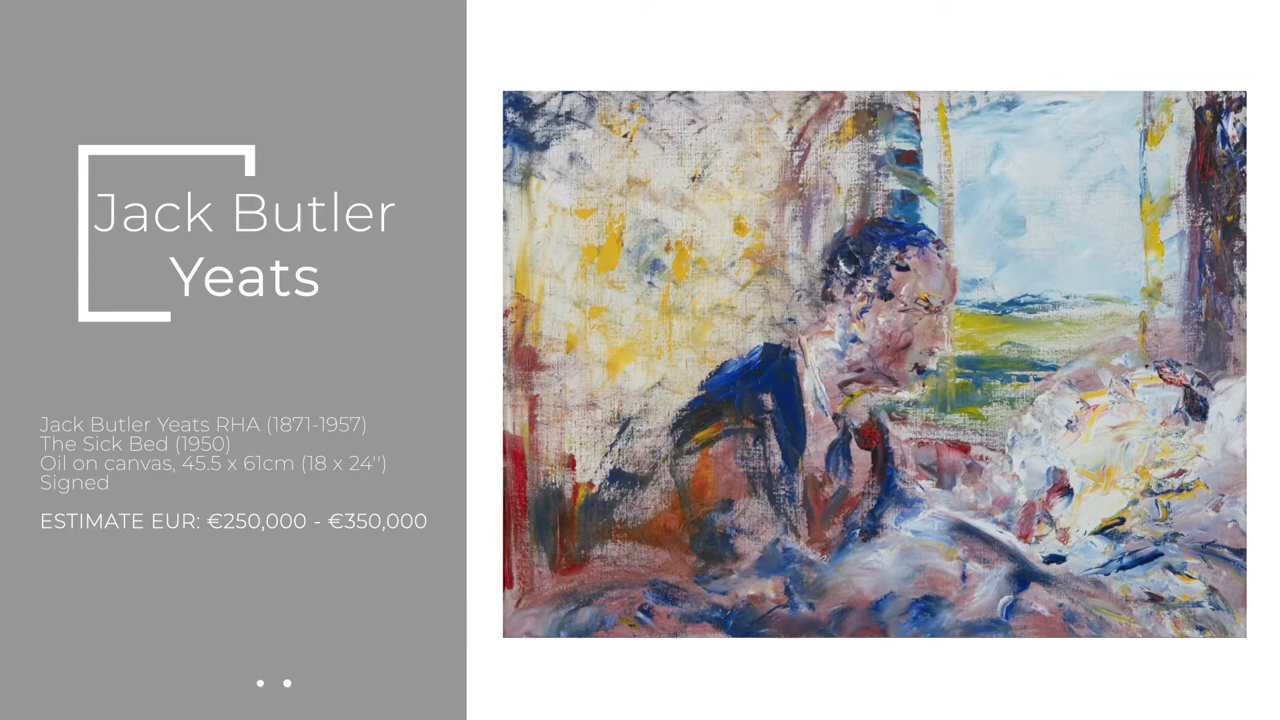 Jack Butler
Yeats
Jack Butler Yeats RHA (1871-1957)
The Sick Bed (1950)
Oil on canvas, 45.5 x 61cm (18 x 24'')
Signed
ESTIMATE EUR: €250,000 - €350,000